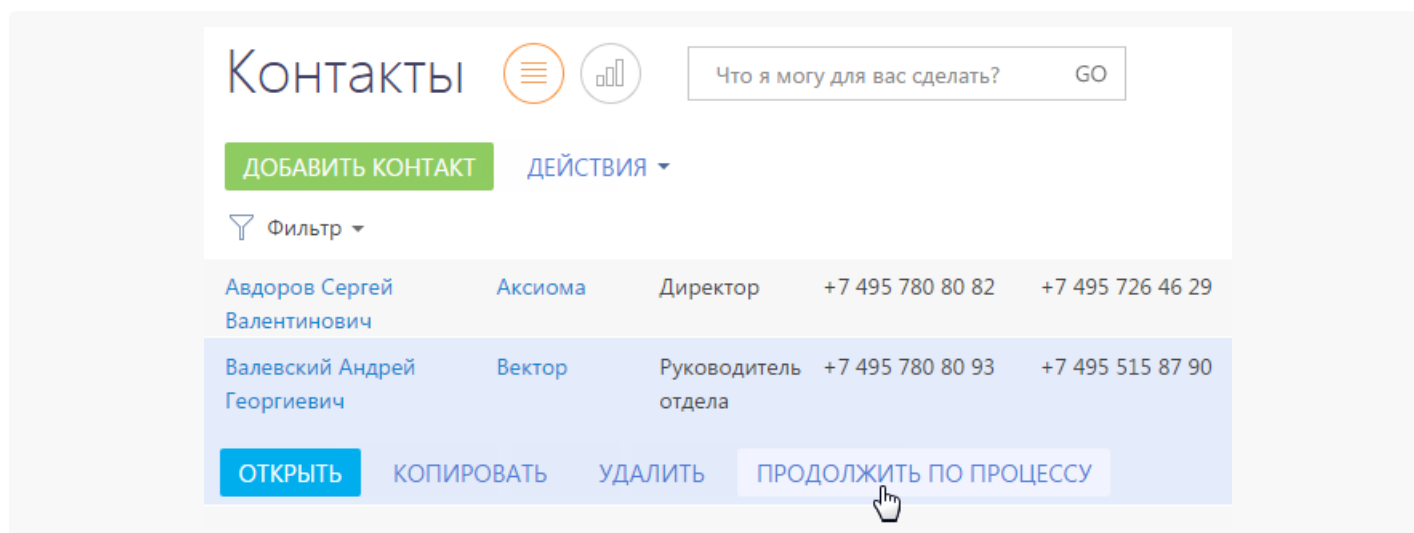 Контакты
Что я могу для вас сделать? GO
ДОБАВИТЬ КОНТАКТ ДЕЙСТВИЯ
Фильтр
Авдоров Сергей Аксиома Директор +7 495 780 80 82 +7 495 726 46 29
Валентинович
Валевский Андрей Вектор Руководитель +7 495 780 80 93 +7 495 515 87 90
Георгиевич отдела
ОТКРЫТЬ КОПИРОВАТЬ УДАЛИТЬ ПРОДОЛЖИТЬ ПО ПРОЦЕССУ